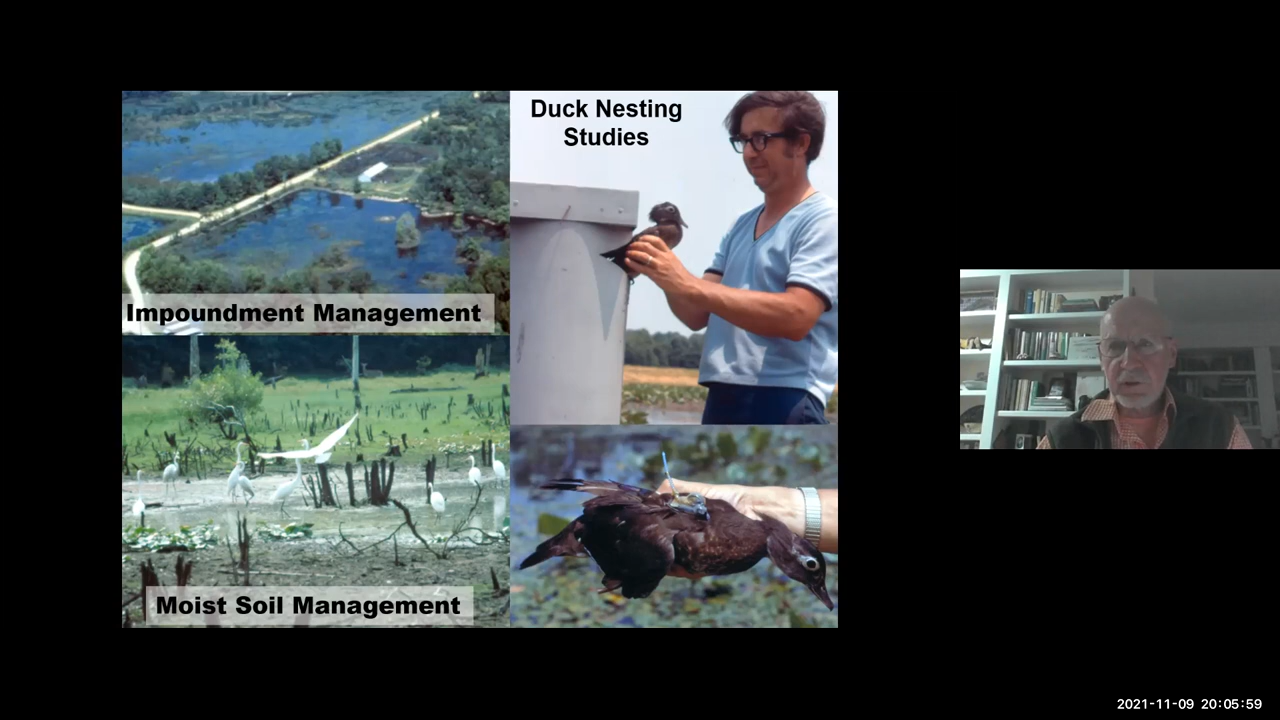 Duck Nesting
Studies
Impoundment Management
Moist Soil Management
2021-11-09 20:05:59